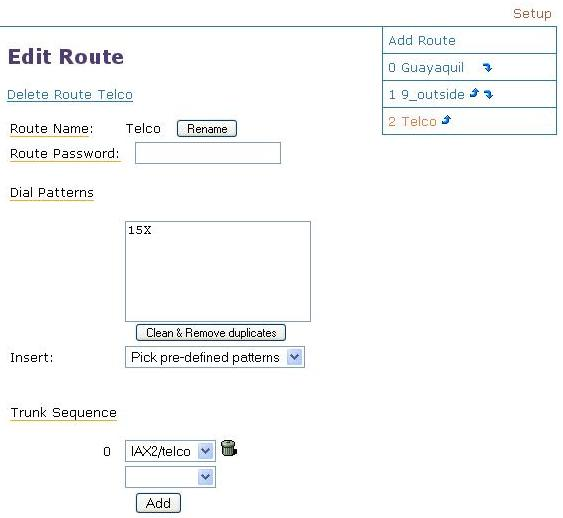 Setup
Edit Route
Add Route
0 Guayaquil
1 9_outside
2 Telco
Delete Route Telco
Route Name: Telco Rename
Route Password:
Dial Patterns
15X
Clean & Remove duplicates
Insert: Pick pre-defined patterns
Trunk Sequence
0 IAX2/telco
Add